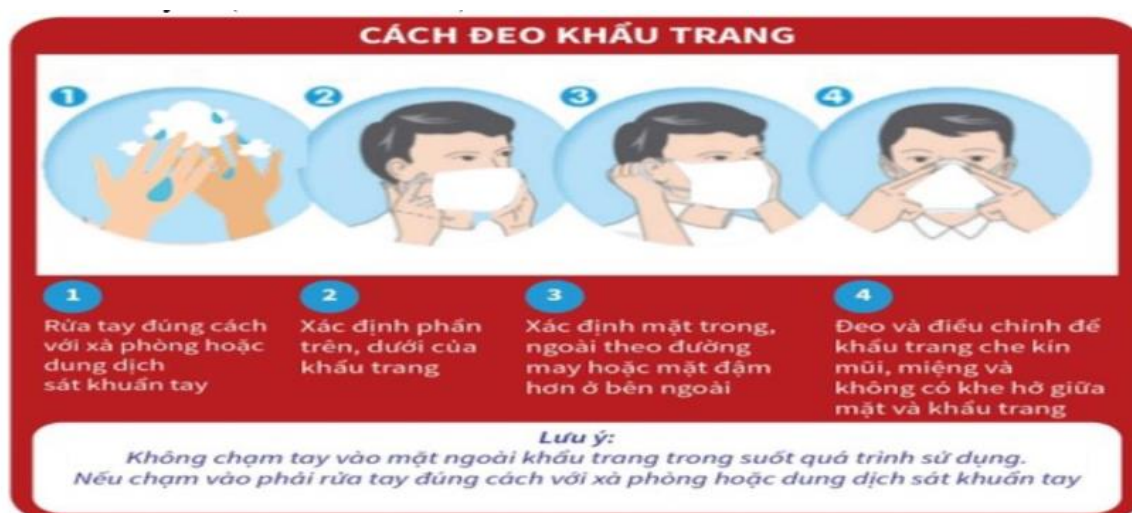 CÁCH ĐEO KHẨU TRANG
1 2 3 4
1
Rửa tay đúng cách
với xà phòng hoặc
dung dịch
sát khuẩn tay
2
Xác định phần
trên, dưới của
khẩu trang
3
Xác định mặt trong,
ngoài theo đường
may hoặc mặt đậm
hơn ở bên ngoài
4
Đeo và điều chỉnh để
khẩu trang che kín
mũi, miệng và
không có khe hở giữa
mặt và khẩu trang
Lưu ý:
Không chạm tay vào mặt ngoài khẩu trang trong suốt quá trình sử dụng.
Nếu chạm vào phải rửa tay đúng cách với xà phòng hoặc dung dịch sát khuẩn tay